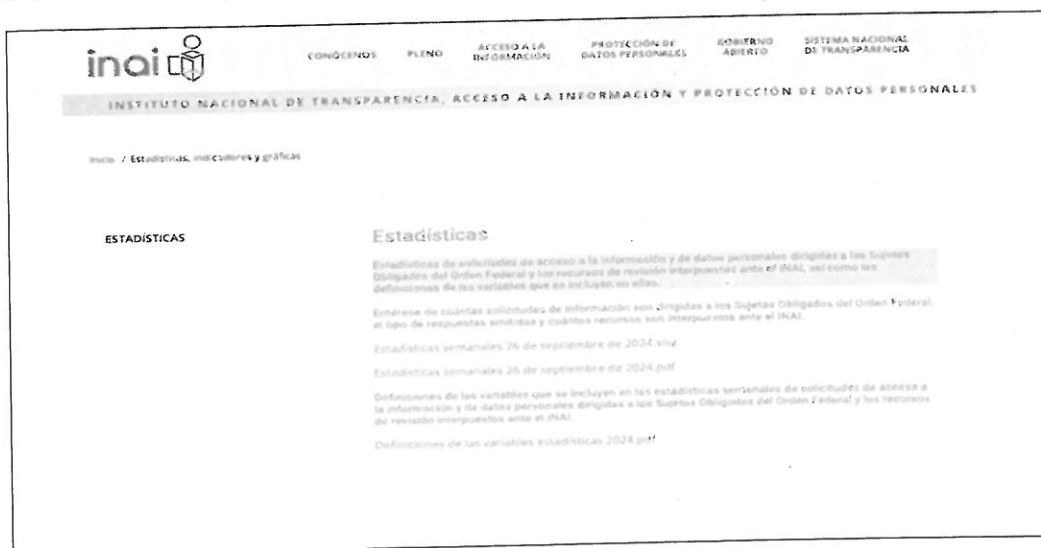 inai
CONÓCENOS
PLENO
ACCESO A LA
INFORMACIÓN
PROTECCIÓN DE
DATOS PERSONALES
GOBIERNO
ABIERTO
SISTEMA NACIONAL
DE TRANSPARENCIA
INSTITUTO NACIONAL DE TRANSPARENCIA, ACCESO A LA INFORMACIÓN Y PROTECCIÓN DE DATOS PERSONALES
Inicio / Estadísticas, indicadores y gráficas
ESTADÍSTICAS
Estadísticas
Estadísticas de solicitudes de acceso a la información y de datos personales dirigidas a los Sujetos
Obligados del Orden Federal y los recursos de revisión interpuestos ante el INAI, así como las
definiciones de las variables que se incluyen en ellas.
Entérese de cuántas solicitudes de información son dirigidas a los Sujetos Obligados del Orden Federal,
el tipo de respuestas emitidas y cuántos recursos son interpuestos ante el INAI.
Estadísticas semanales 26 de septiembre de 2024.xlsx
Estadísticas semanales 26 de septiembre de 2024.pdf
Definiciones de las variables que se incluyen en las estadísticas semanales de solicitudes de acceso a
la información y de datos personales dirigidas a los Sujetos Obligados del Orden Federal y los recursos
de revisión interpuestos ante el INAI.
Definiciones de las variables estadísticas 2024.pdf